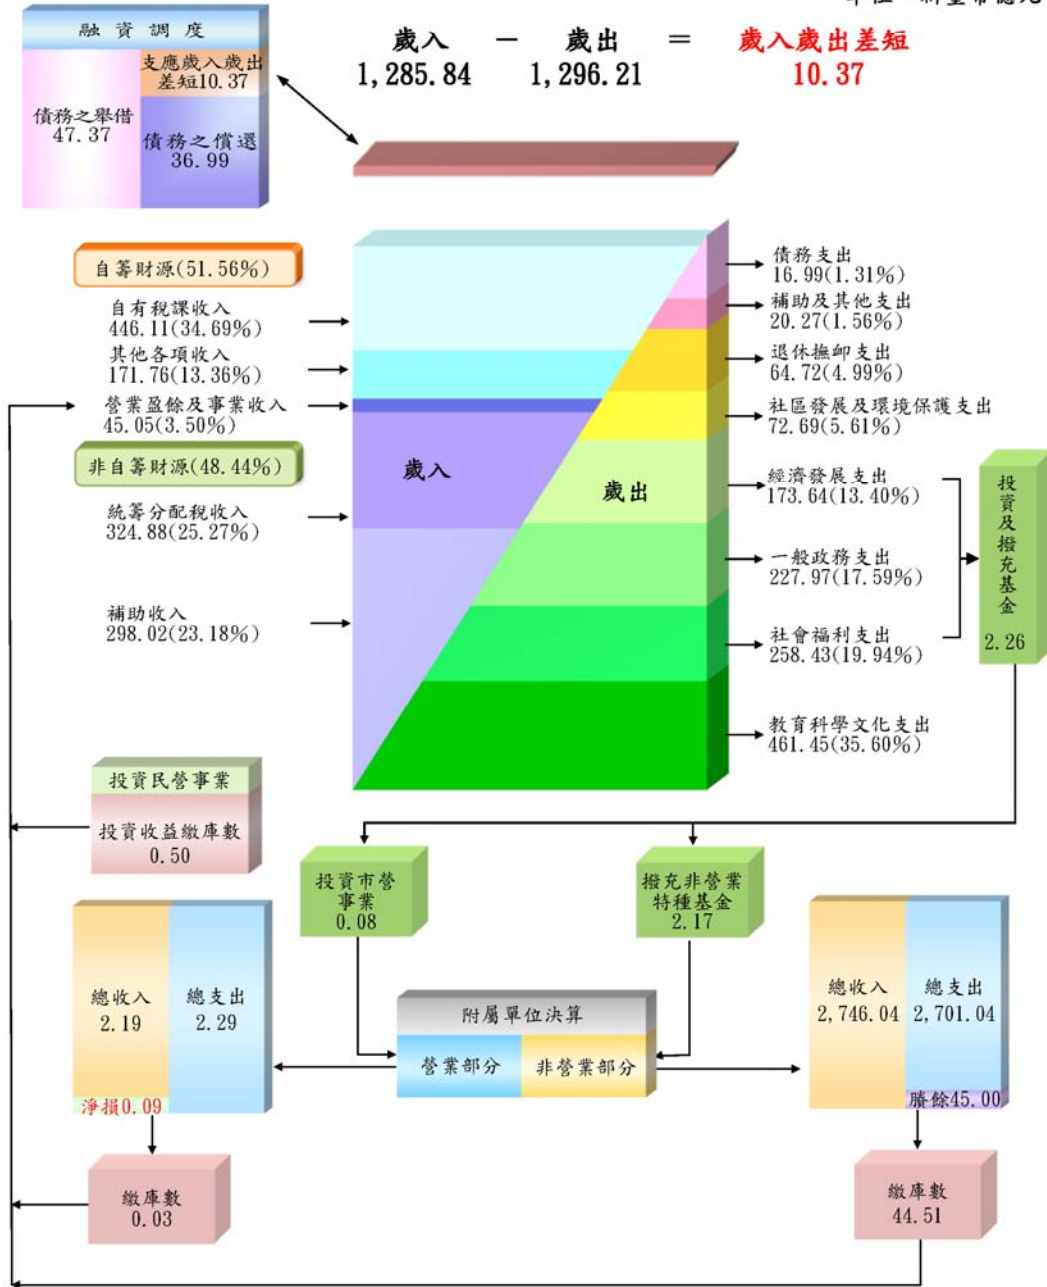 融資調度
支應歲入歲出
差短10.37
債務之舉借
47.37
債務之償還
36.99
歲入 － 歲出 ＝ 歲入歲出差短
1,285.84 1,296.21 10.37
自籌財源(51.56%)
自有稅課收入
446.11(34.69%)
其他各項收入
171.76(13.36%)
營業盈餘及事業收入
45.05(3.50%)
非自籌財源(48.44%)
統籌分配稅收入
324.88(25.27%)
補助收入
298.02(23.18%)
歲入
歲出
債務支出
16.99(1.31%)
補助及其他支出
20.27(1.56%)
退休撫卹支出
64.72(4.99%)
社區發展及環境保護支出
72.69(5.61%)
經濟發展支出
173.64(13.40%)
一般政務支出
227.97(17.59%)
社會福利支出
258.43(19.94%)
教育科學文化支出
461.45(35.60%)
投資及撥充基金
2.26
投資民營事業
投資收益繳庫數
0.50
投資市營
事業
0.08
撥充非營業
特種基金
2.17
總收入
2.19
總支出
2.29
淨損0.09
附屬單位決算
營業部分
非營業部分
總收入
2,746.04
總支出
2,701.04
賸餘45.00
繳庫數
0.03
繳庫數
44.51